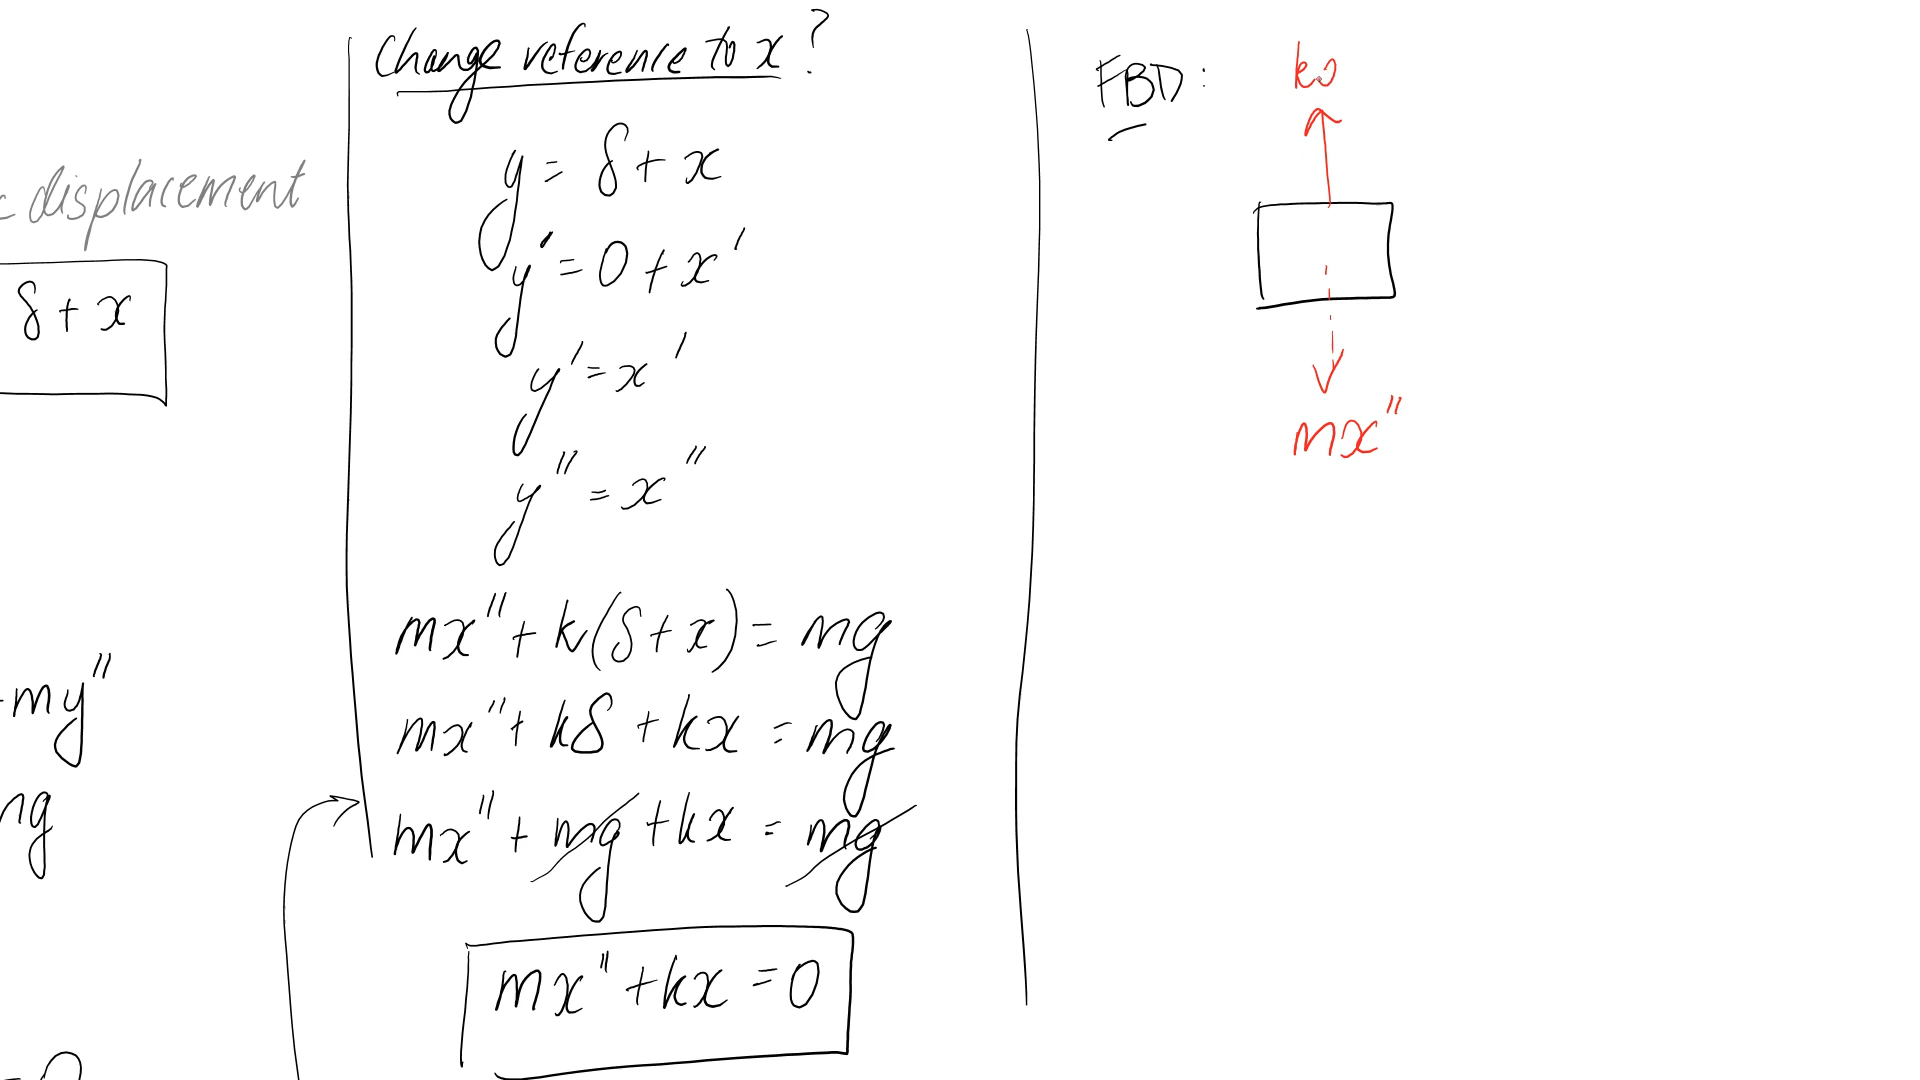 displacement
δ + x
my"
Change reference to x ?
y = δ + x
y' = 0 + x'
y' = x'
y" = x"
mx" + k(δ + x) = mg
mx" + kδ + kx = mg
mx" + mg + kx = mg
mx" + kx = 0
FBD:
mx"